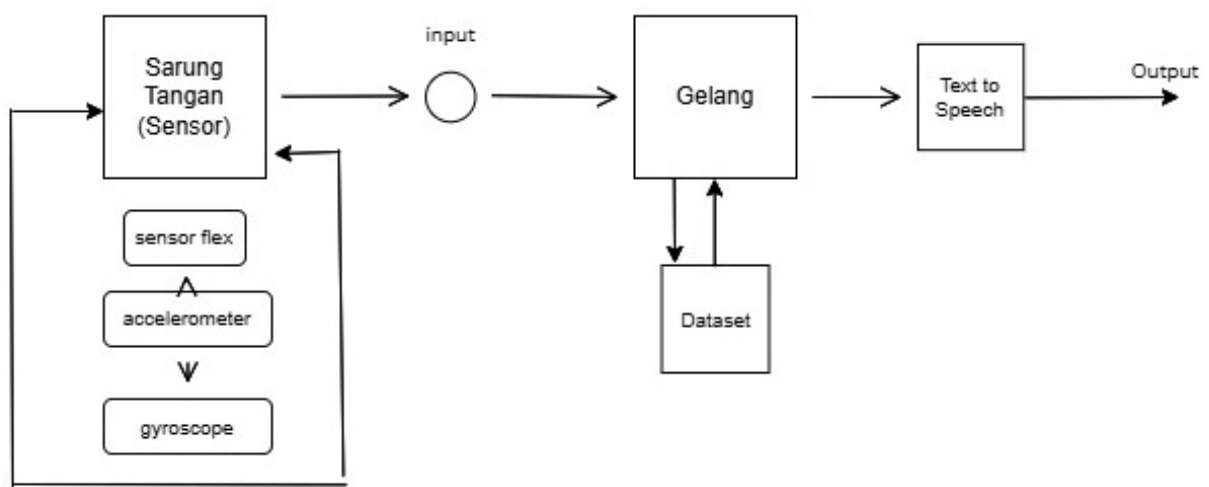 Sarung
Tangan
(Sensor)
input
Gelang
Text to
Speech
Output
sensor flex
accelerometer
gyroscope
Dataset